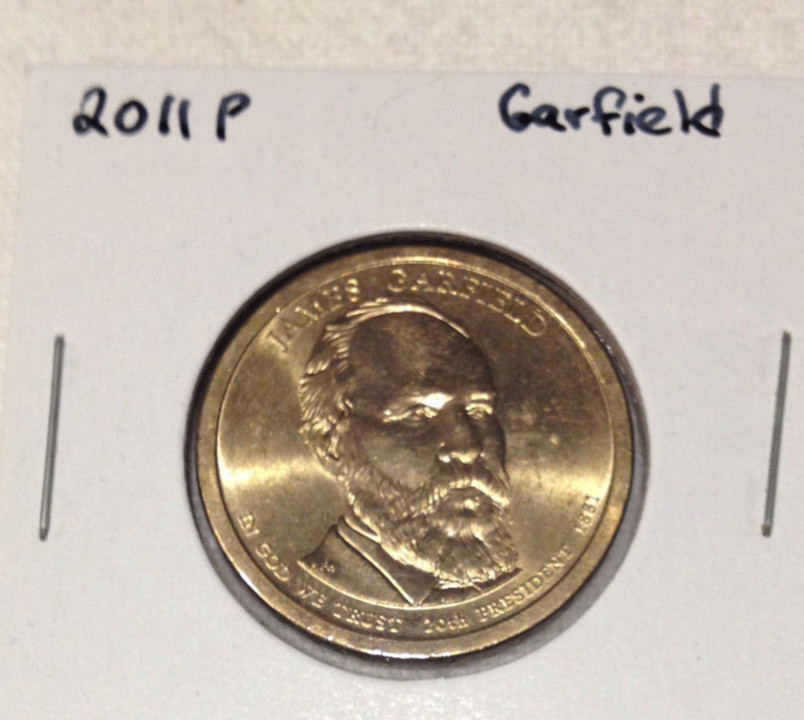 2011 P Garfield
JAMES GARFIELD
IN GOD WE TRUST 20th PRESIDENT 1881